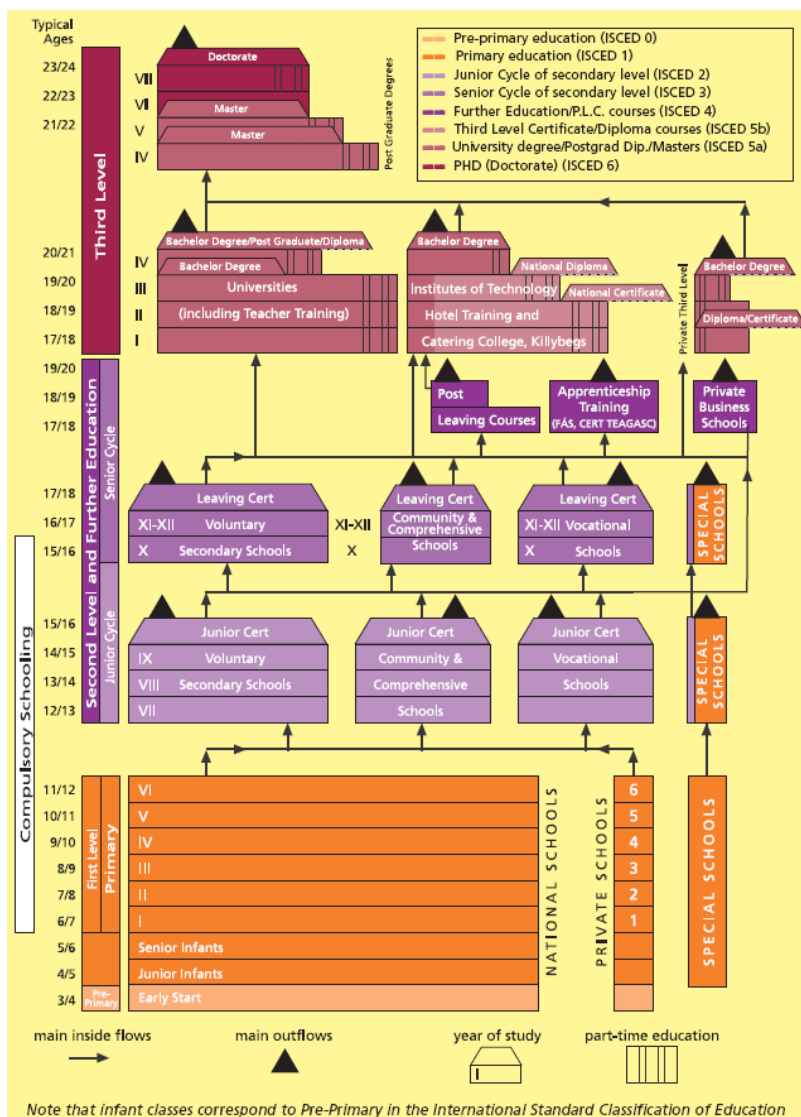 Typical
Ages
Pre-primary education (ISCED 0)
Primary education (ISCED 1)
Junior Cycle of secondary level (ISCED 2)
Senior Cycle of secondary level (ISCED 3)
Further Education/P.L.C. courses (ISCED 4)
Third Level Certificate/Diploma courses (ISCED 5b)
University degree/Postgrad Dip./Masters (ISCED 5a)
PHD (Doctorate) (ISCED 6)
Third Level
Doctorate
23/24
VIII
22/23
VII
Master
21/22
V
Master
IV
Post Graduate Degrees
Bachelor Degree/Post Graduate/Diploma
Bachelor Degree
Bachelor Degree
20/21
IV
Bachelor Degree
National Diploma
Diploma/Certificate
19/20
III
Universities
Institutes of Technology
National Certificate
18/19
II
(including Teacher Training)
Hotel Training and
17/18
I
Catering College, Killybegs
Private Third Level
Second Level and Further Education
Senior Cycle
19/20
18/19
17/18
Post
Leaving Courses
Apprenticeship
Training
(FÁS, CERT TEAGASC)
Private
Business
Schools
17/18
Leaving Cert
Leaving Cert
Leaving Cert
16/17
XI-XII
Voluntary
XI-XII
Community &
Comprehensive
XI-XII Vocational
15/16
X
Secondary Schools
X
Schools
X
Schools
SPECIAL
SCHOOLS
Compulsory Schooling
Junior Cycle
15/16
Junior Cert
Junior Cert
Junior Cert
14/15
IX
Voluntary
Community &
Vocational
13/14
VIII
Secondary Schools
Comprehensive
Schools
12/13
VII
Schools
SPECIAL
SCHOOLS
First Level
Primary
11/12
VI
6
10/11
V
5
9/10
IV
4
8/9
III
3
7/8
II
2
6/7
I
1
5/6
Senior Infants
4/5
Junior Infants
Pre-
Primary
3/4
Early Start
NATIONAL SCHOOLS
PRIVATE SCHOOLS
SPECIAL SCHOOLS
main inside flows
main outflows
year of study
I
part-time education
Note that infant classes correspond to Pre-Primary in the International Standard Classification of Education